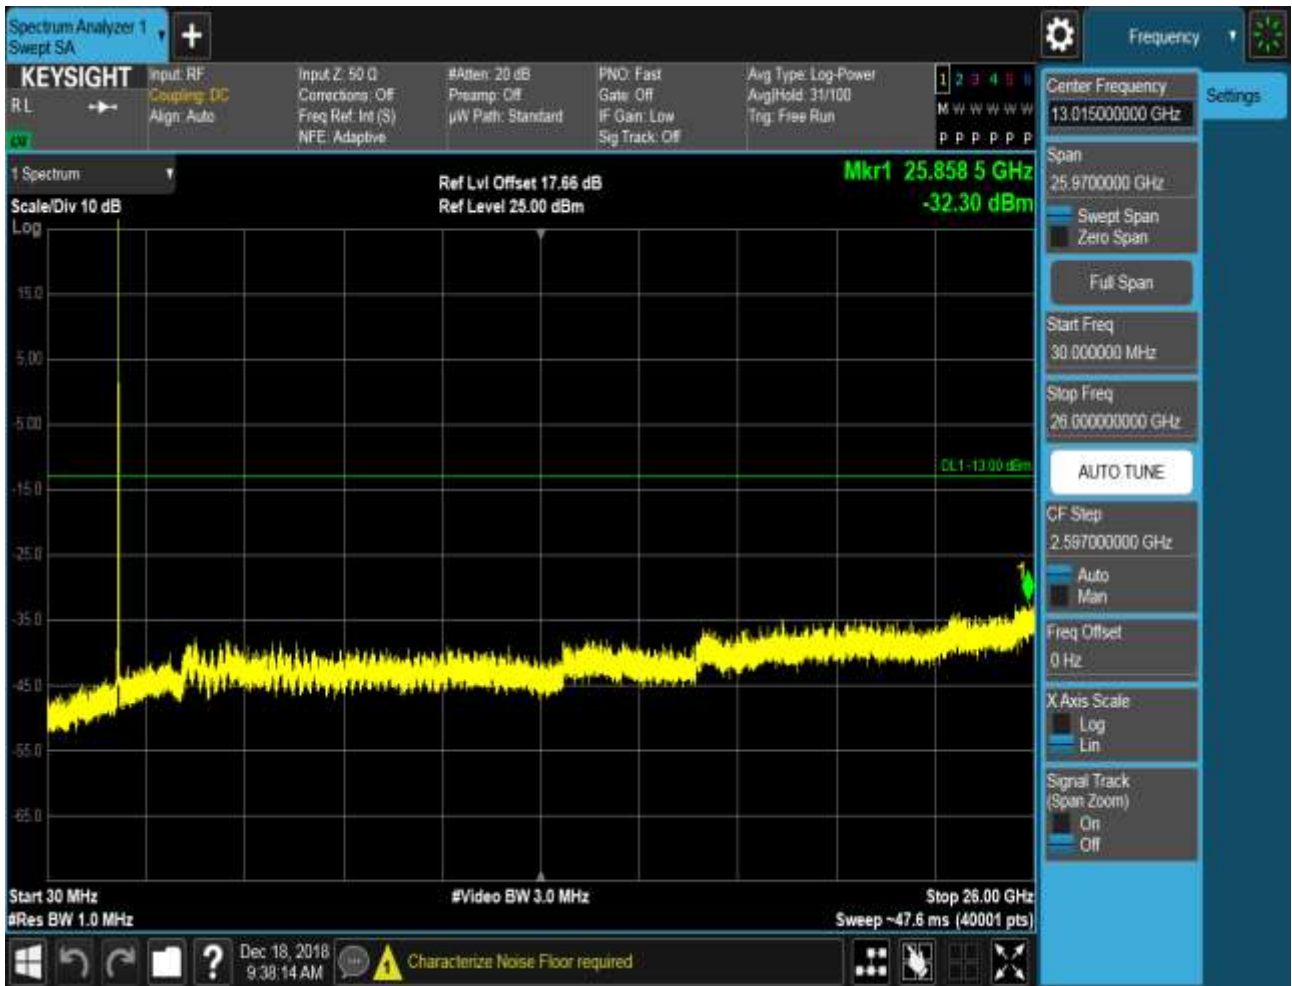 Spectrum Analyzer 1
Swept SA
+
Frequency
KEYSIGHT
RL
LXI
Input: RF
Coupling: DC
Align: Auto
Input Z: 50 Ω
Corrections: Off
Freq Ref: Int (S)
NFE: Adaptive
#Atten: 20 dB
Preamp: Off
µW Path: Standard
PNO: Fast
Gate: Off
IF Gain: Low
Sig Track: Off
Avg Type: Log-Power
Avg|Hold: 31/100
Trig: Free Run
1 2 3 4 5 6
M W W W W W
P P P P P P
1 Spectrum
Scale/Div 10 dB
Log
Ref Lvl Offset 17.66 dB
Ref Level 25.00 dBm
Mkr1 25.858 5 GHz
-32.30 dBm
15.0
5.00
-5.00
-15.0
-25.0
-35.0
-45.0
-55.0
-65.0
DL1 -13.00 dBm
1
Start 30 MHz
#Res BW 1.0 MHz
#Video BW 3.0 MHz
Stop 26.00 GHz
Sweep ~47.6 ms (40001 pts)
Center Frequency
13.015000000 GHz
Settings
Span
25.9700000 GHz
Swept Span
Zero Span
Full Span
Start Freq
30.000000 MHz
Stop Freq
26.000000000 GHz
AUTO TUNE
CF Step
2.597000000 GHz
Auto
Man
Freq Offset
0 Hz
X Axis Scale
Log
Lin
Signal Track
(Span Zoom)
On
Off
?
Dec 18, 2018
9:38:14 AM
1
Characterize Noise Floor required